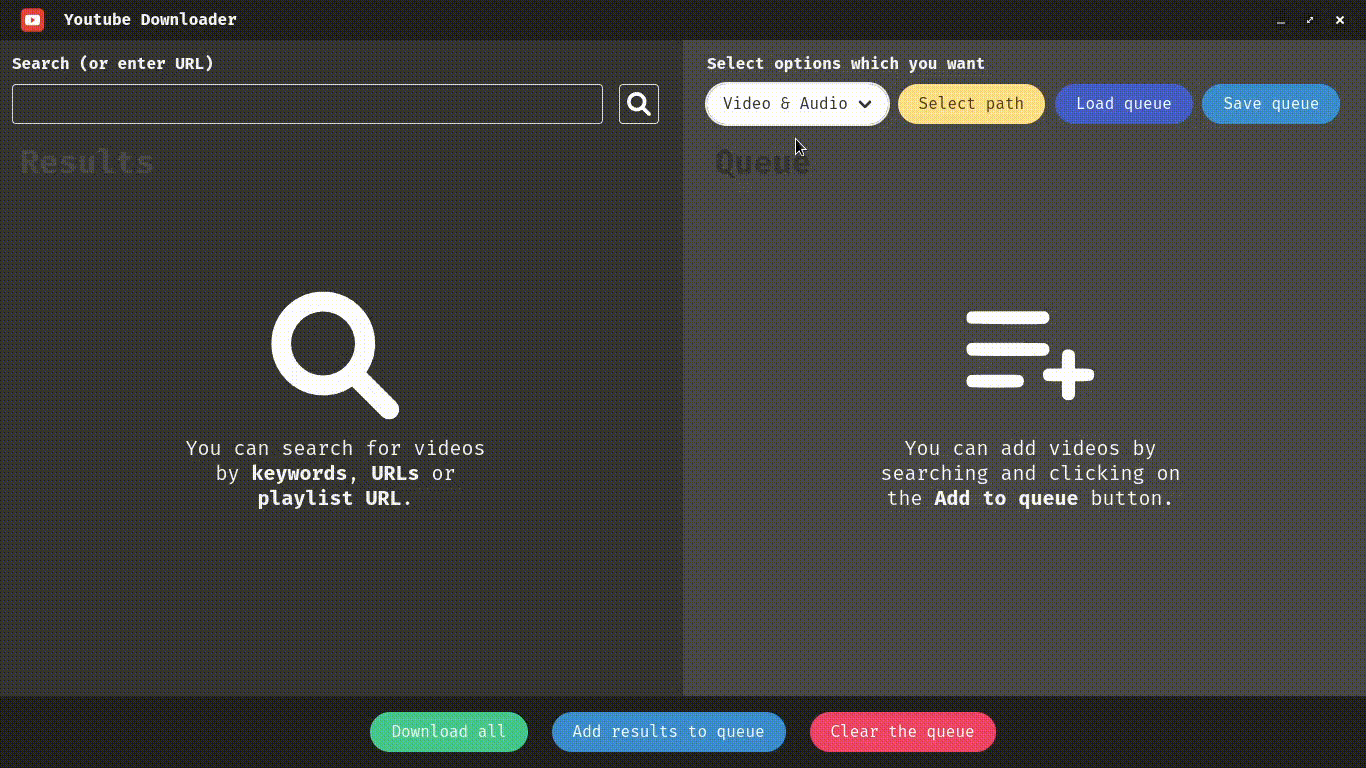 Youtube Downloader
Search (or enter URL)
Results
You can search for videos
by keywords, URLs or
playlist URL.
Select options which you want
Video & Audio
Select path
Load queue
Save queue
Queue
You can add videos by
searching and clicking on
the Add to queue button.
Download all
Add results to queue
Clear the queue